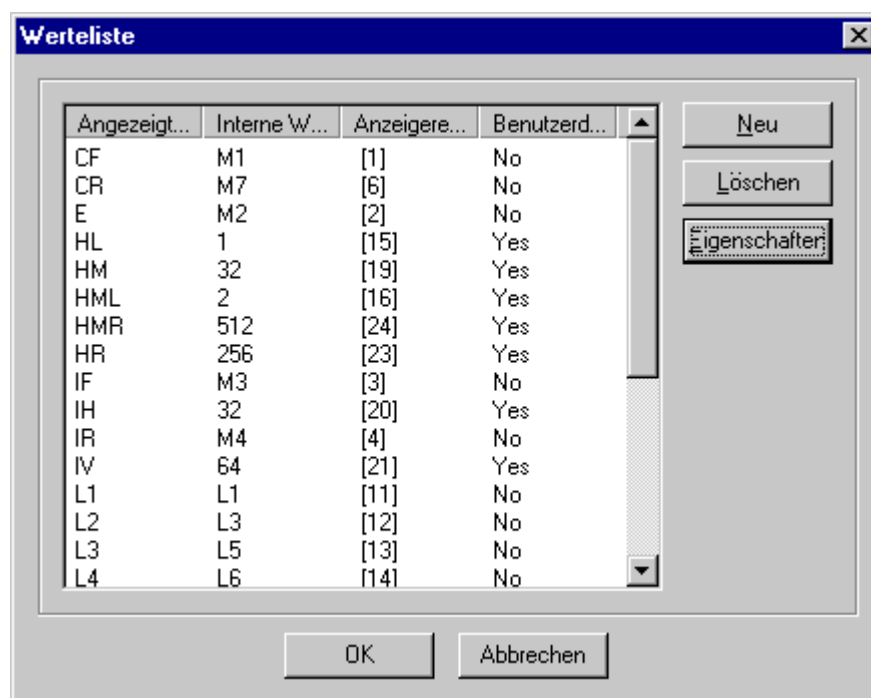 Werteliste
Angezeigt... Interne W... Anzeigere... Benutzerd...
CF M1 [1] No
CR M7 [6] No
E M2 [2] No
HL 1 [15] Yes
HM 32 [19] Yes
HML 2 [16] Yes
HMR 512 [24] Yes
HR 256 [23] Yes
IF M3 [3] No
IH 32 [20] Yes
IR M4 [4] No
IV 64 [21] Yes
L1 L1 [11] No
L2 L3 [12] No
L3 L5 [13] No
L4 L6 [14] No
Neu
Löschen
Eigenschafter
OK Abbrechen